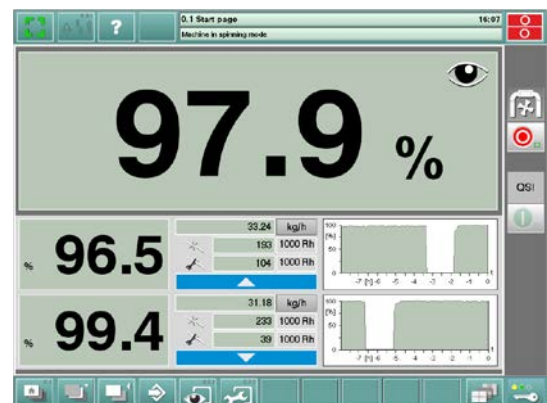 ? 0.1 Start page 16:07
Machine in spinning mode
97.9 %
QSI
% 96.5
33.24 kg/h
193 1000 Rh
104 1000 Rh
100
[%]
50
-7 [h] -6 5 -4 -3 -2 -1 0
t
% 99.4
31.18 kg/h
233 1000 Rh
39 1000 Rh
100
[%]
50
-7 [h] -6 5 4 -3 -2 -1 0
t